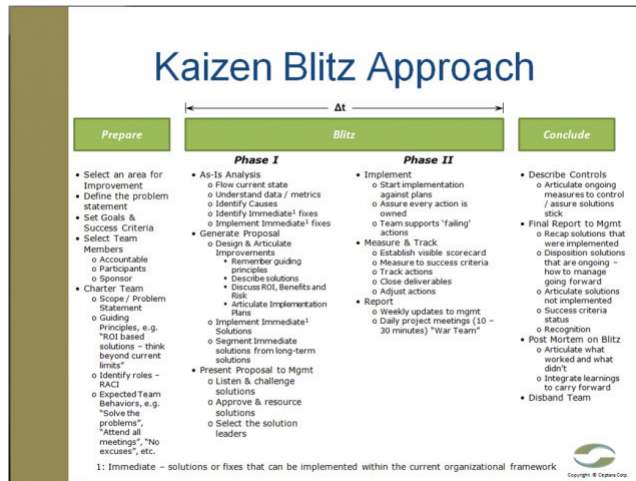 Kaizen Blitz Approach
Δt
Prepare
Blitz
Conclude
• Select an area for
Improvement
• Define the problem
statement
• Set Goals &
Success Criteria
• Select Team
Members
o Accountable
o Participants
o Sponsor
• Charter Team
o Scope / Problem
Statement
o Guiding
Principles, e.g.
"ROI based
solutions – think
beyond current
limits"
o Identify roles –
RACI
o Expected Team
Behaviors, e.g.
"Solve the
problems",
"Attend all
meetings", "No
excuses", etc.
Phase I
• As-Is Analysis
o Flow current state
o Understand data / metrics
o Identify Causes
o Identify Immediate¹ fixes
o Implement Immediate¹ fixes
• Generate Proposal
o Design & Articulate
Improvements
• Remember guiding
principles
• Describe solutions
• Discuss ROI, Benefits and
Risk
• Articulate Implementation
Plans
o Implement Immediate¹
Solutions
o Segment Immediate
solutions from long-term
solutions
• Present Proposal to Mgmt
o Listen & challenge
solutions
o Approve & resource
solutions
o Select the solution
leaders
Phase II
• Implement
o Start implementation
against plans
o Assure every action is
owned
o Team supports 'failing'
actions
• Measure & Track
o Establish visible scorecard
o Measure to success criteria
o Track actions
o Close deliverables
o Adjust actions
• Report
o Weekly updates to mgmt
o Daily project meetings (10 –
30 minutes) "War Team"
• Describe Controls
o Articulate ongoing
measures to control
/ assure solutions
stick
• Final Report to Mgmt
o Recap solutions that
were implemented
o Disposition solutions
that are ongoing –
how to manage
going forward
o Articulate solutions
not implemented
o Success criteria
status
o Recognition
• Post Mortem on Blitz
o Articulate what
worked and what
didn't
o Integrate learnings
to carry forward
• Disband Team
1: Immediate – solutions or fixes that can be implemented within the current organizational framework
Copyright © Ceptara Corp.